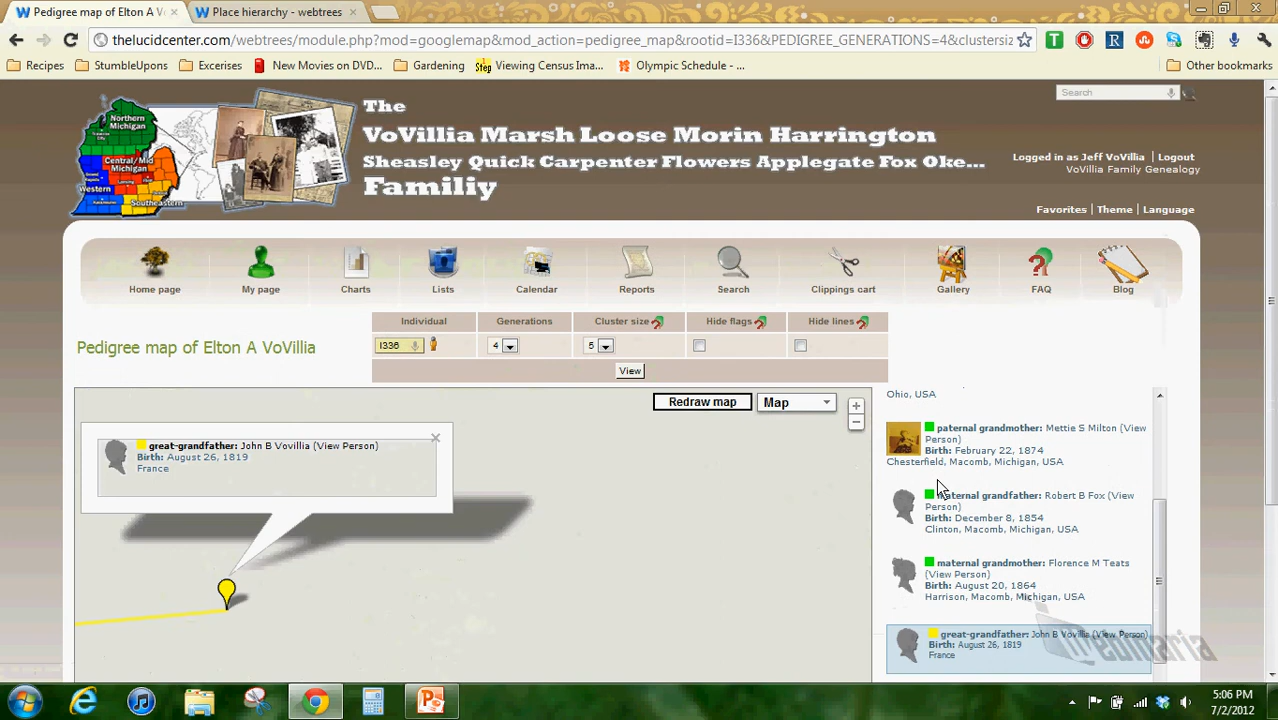 Pedigree map of Elton A V
Place hierarchy - webtrees
thelucidcenter.com/webtrees/module.php?mod=googlemap&mod_action=pedigree_map&rootid=I336&PEDIGREE_GENERATIONS=4&clustersiz
Recipes StumbleUpons Excerises New Movies on DVD... Gardening Viewing Census Ima... Olympic Schedule - ... Other bookmarks
Northern
Michigan
Central/Mid
Michigan
Western
Southeastern
The
VoVillia Marsh Loose Morin Harrington
Sheasley Quick Carpenter Flowers Applegate Fox Oke...
Familiy
Search
Logged in as Jeff VoVillia | Logout
VoVillia Family Genealogy
Favorites | Theme | Language
Home page My page Charts Lists Calendar Reports Search Clippings cart Gallery FAQ Blog
Pedigree map of Elton A VoVillia
Individual Generations Cluster size Hide flags Hide lines
I336 4 5
View
Redraw map Map + −
great-grandfather: John B Vovillia (View Person)
Birth: August 26, 1819
France
Ohio, USA
paternal grandmother: Mettie S Milton (View
Person)
Birth: February 22, 1874
Chesterfield, Macomb, Michigan, USA
maternal grandfather: Robert B Fox (View
Person)
Birth: December 8, 1854
Clinton, Macomb, Michigan, USA
maternal grandmother: Florence M Teats
(View Person)
Birth: August 20, 1864
Harrison, Macomb, Michigan, USA
great-grandfather: John B Vovillia (View Person)
Birth: August 26, 1819
France
5:06 PM
7/2/2012